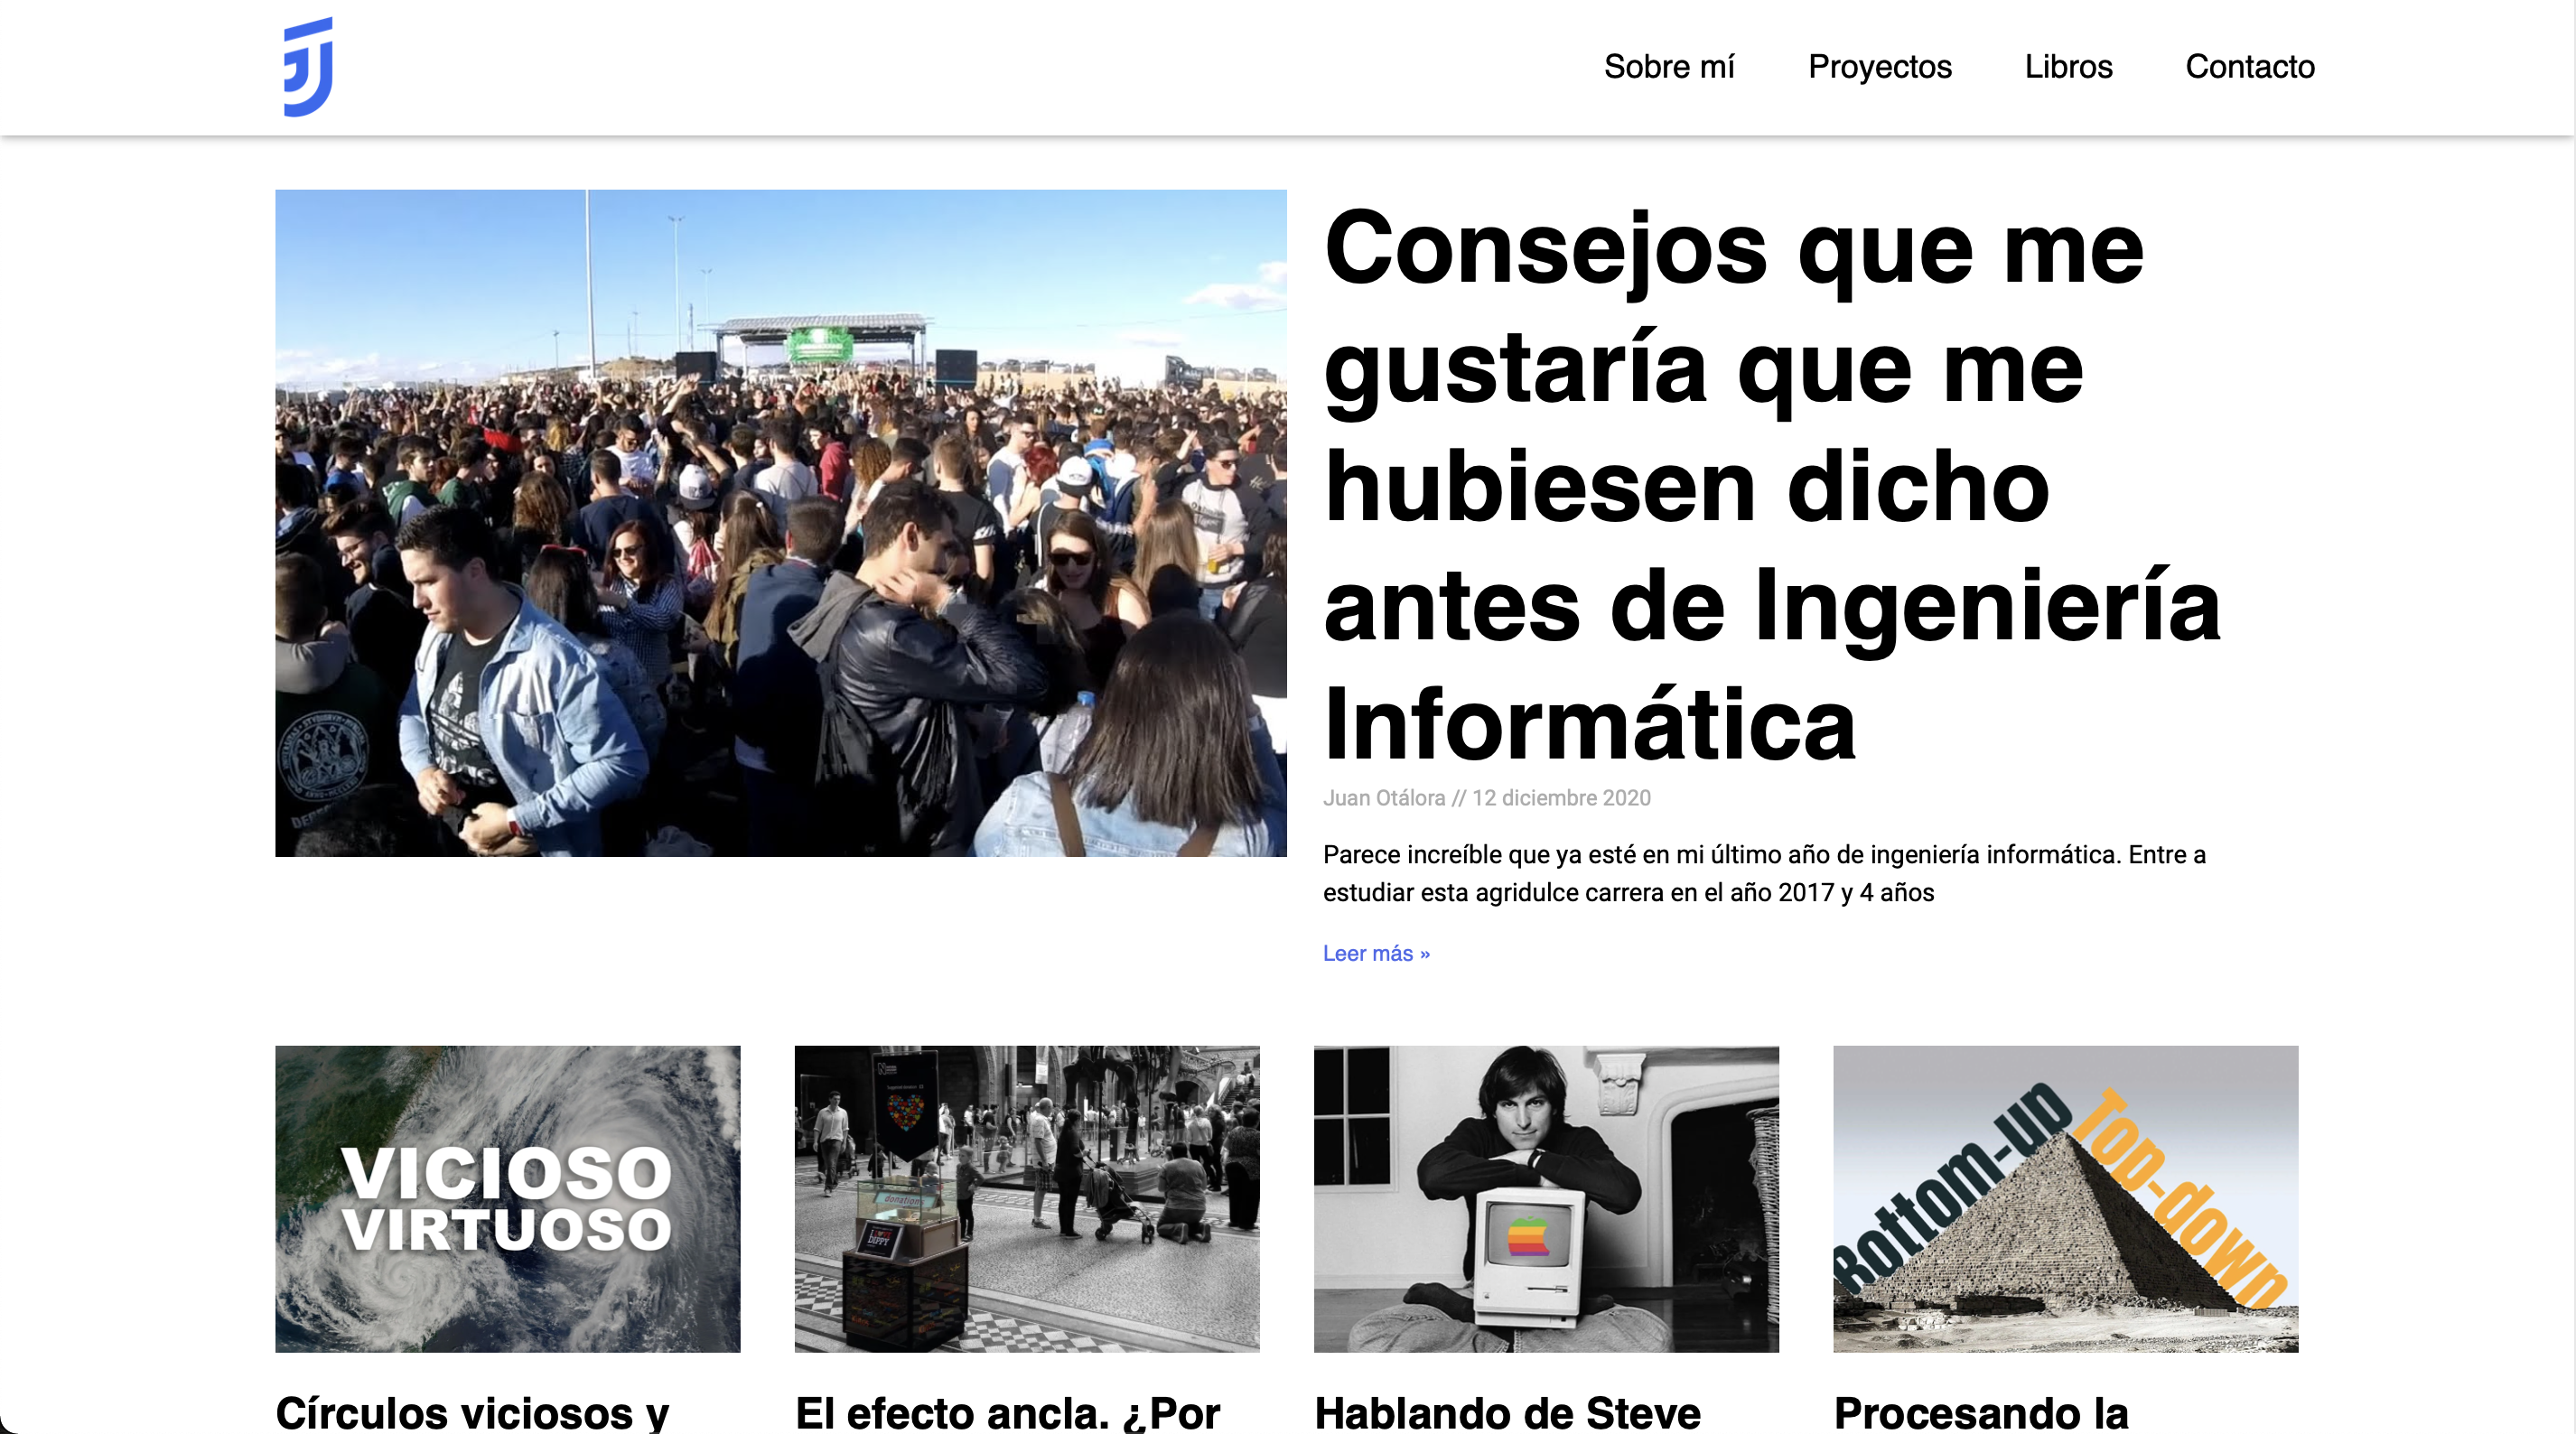 Sobre mí
Proyectos
Libros
Contacto
Consejos que me
gustaría que me
hubiesen dicho
antes de Ingeniería
Informática
Juan Otálora // 12 diciembre 2020
Parece increíble que ya esté en mi último año de ingeniería informática. Entre a
estudiar esta agridulce carrera en el año 2017 y 4 años
Leer más »
VICIOSO
VIRTUOSO
donations
DIPPY
Bottom-up
Top-down
Círculos viciosos y
El efecto ancla. ¿Por
Hablando de Steve
Procesando la